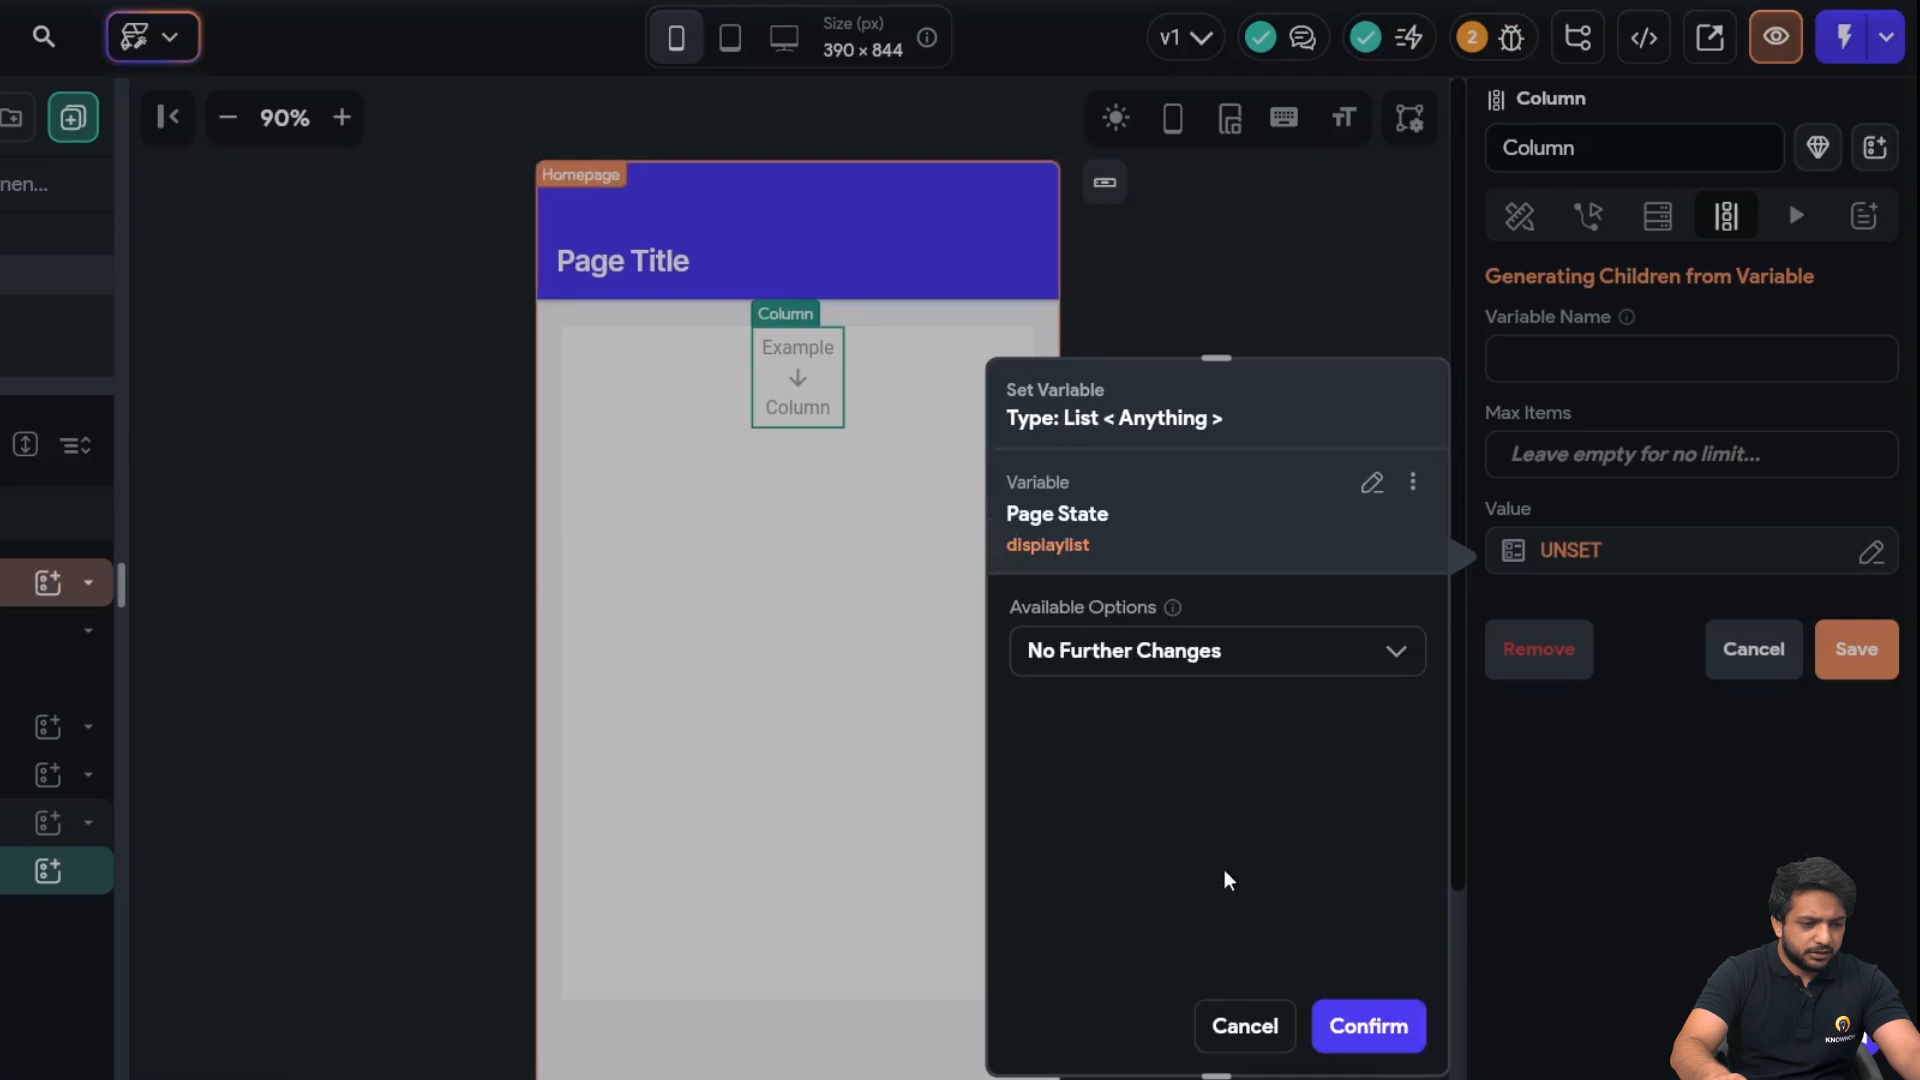 Size (px)
390 × 844
v1
2
nen...
90%
Homepage
Page Title
Column
Example
Column
Set Variable
Type: List < Anything >
Variable
Page State
displaylist
Available Options
No Further Changes
Cancel
Confirm
Column
Column
Generating Children from Variable
Variable Name
Max Items
Leave empty for no limit...
Value
UNSET
Remove
Cancel
Save